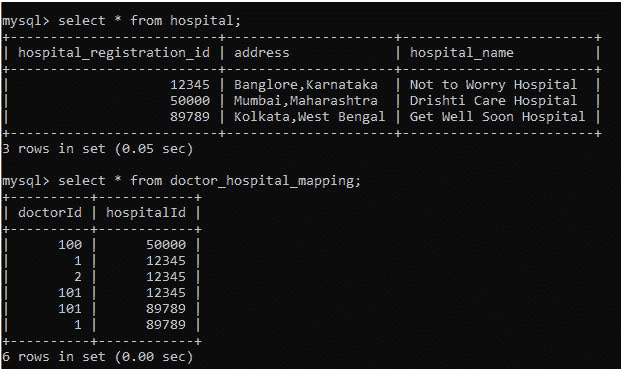 mysql> select * from hospital;
+--------------------------+---------------------+------------------------+
| hospital_registration_id | address             | hospital_name          |
+--------------------------+---------------------+------------------------+
|                    12345 | Banglore,Karnataka  | Not to Worry Hospital  |
|                    50000 | Mumbai,Maharashtra  | Drishti Care Hospital  |
|                    89789 | Kolkata,West Bengal | Get Well Soon Hospital |
+--------------------------+---------------------+------------------------+
3 rows in set (0.05 sec)
mysql> select * from doctor_hospital_mapping;
+----------+------------+
| doctorId | hospitalId |
+----------+------------+
|      100 |      50000 |
|        1 |      12345 |
|        2 |      12345 |
|      101 |      12345 |
|      101 |      89789 |
|        1 |      89789 |
+----------+------------+
6 rows in set (0.00 sec)